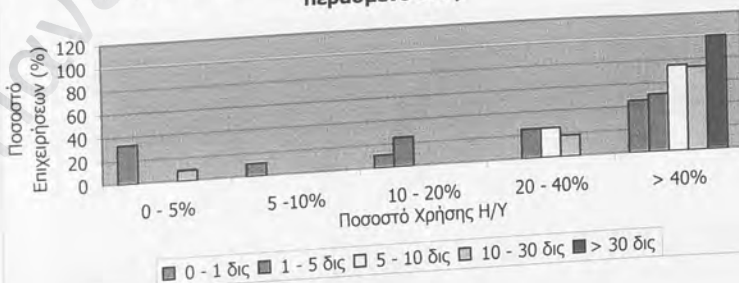 120
100
80
60
40
20
0
Ποσοστό
Επιχειρήσεων (%)
0 - 5%
5 -10%
10 - 20%
20 - 40%
> 40%
Ποσοστό Χρήσης Η/Υ
0 - 1 δις
1 - 5 δις
5 - 10 δις
10 - 30 δις
> 30 δις